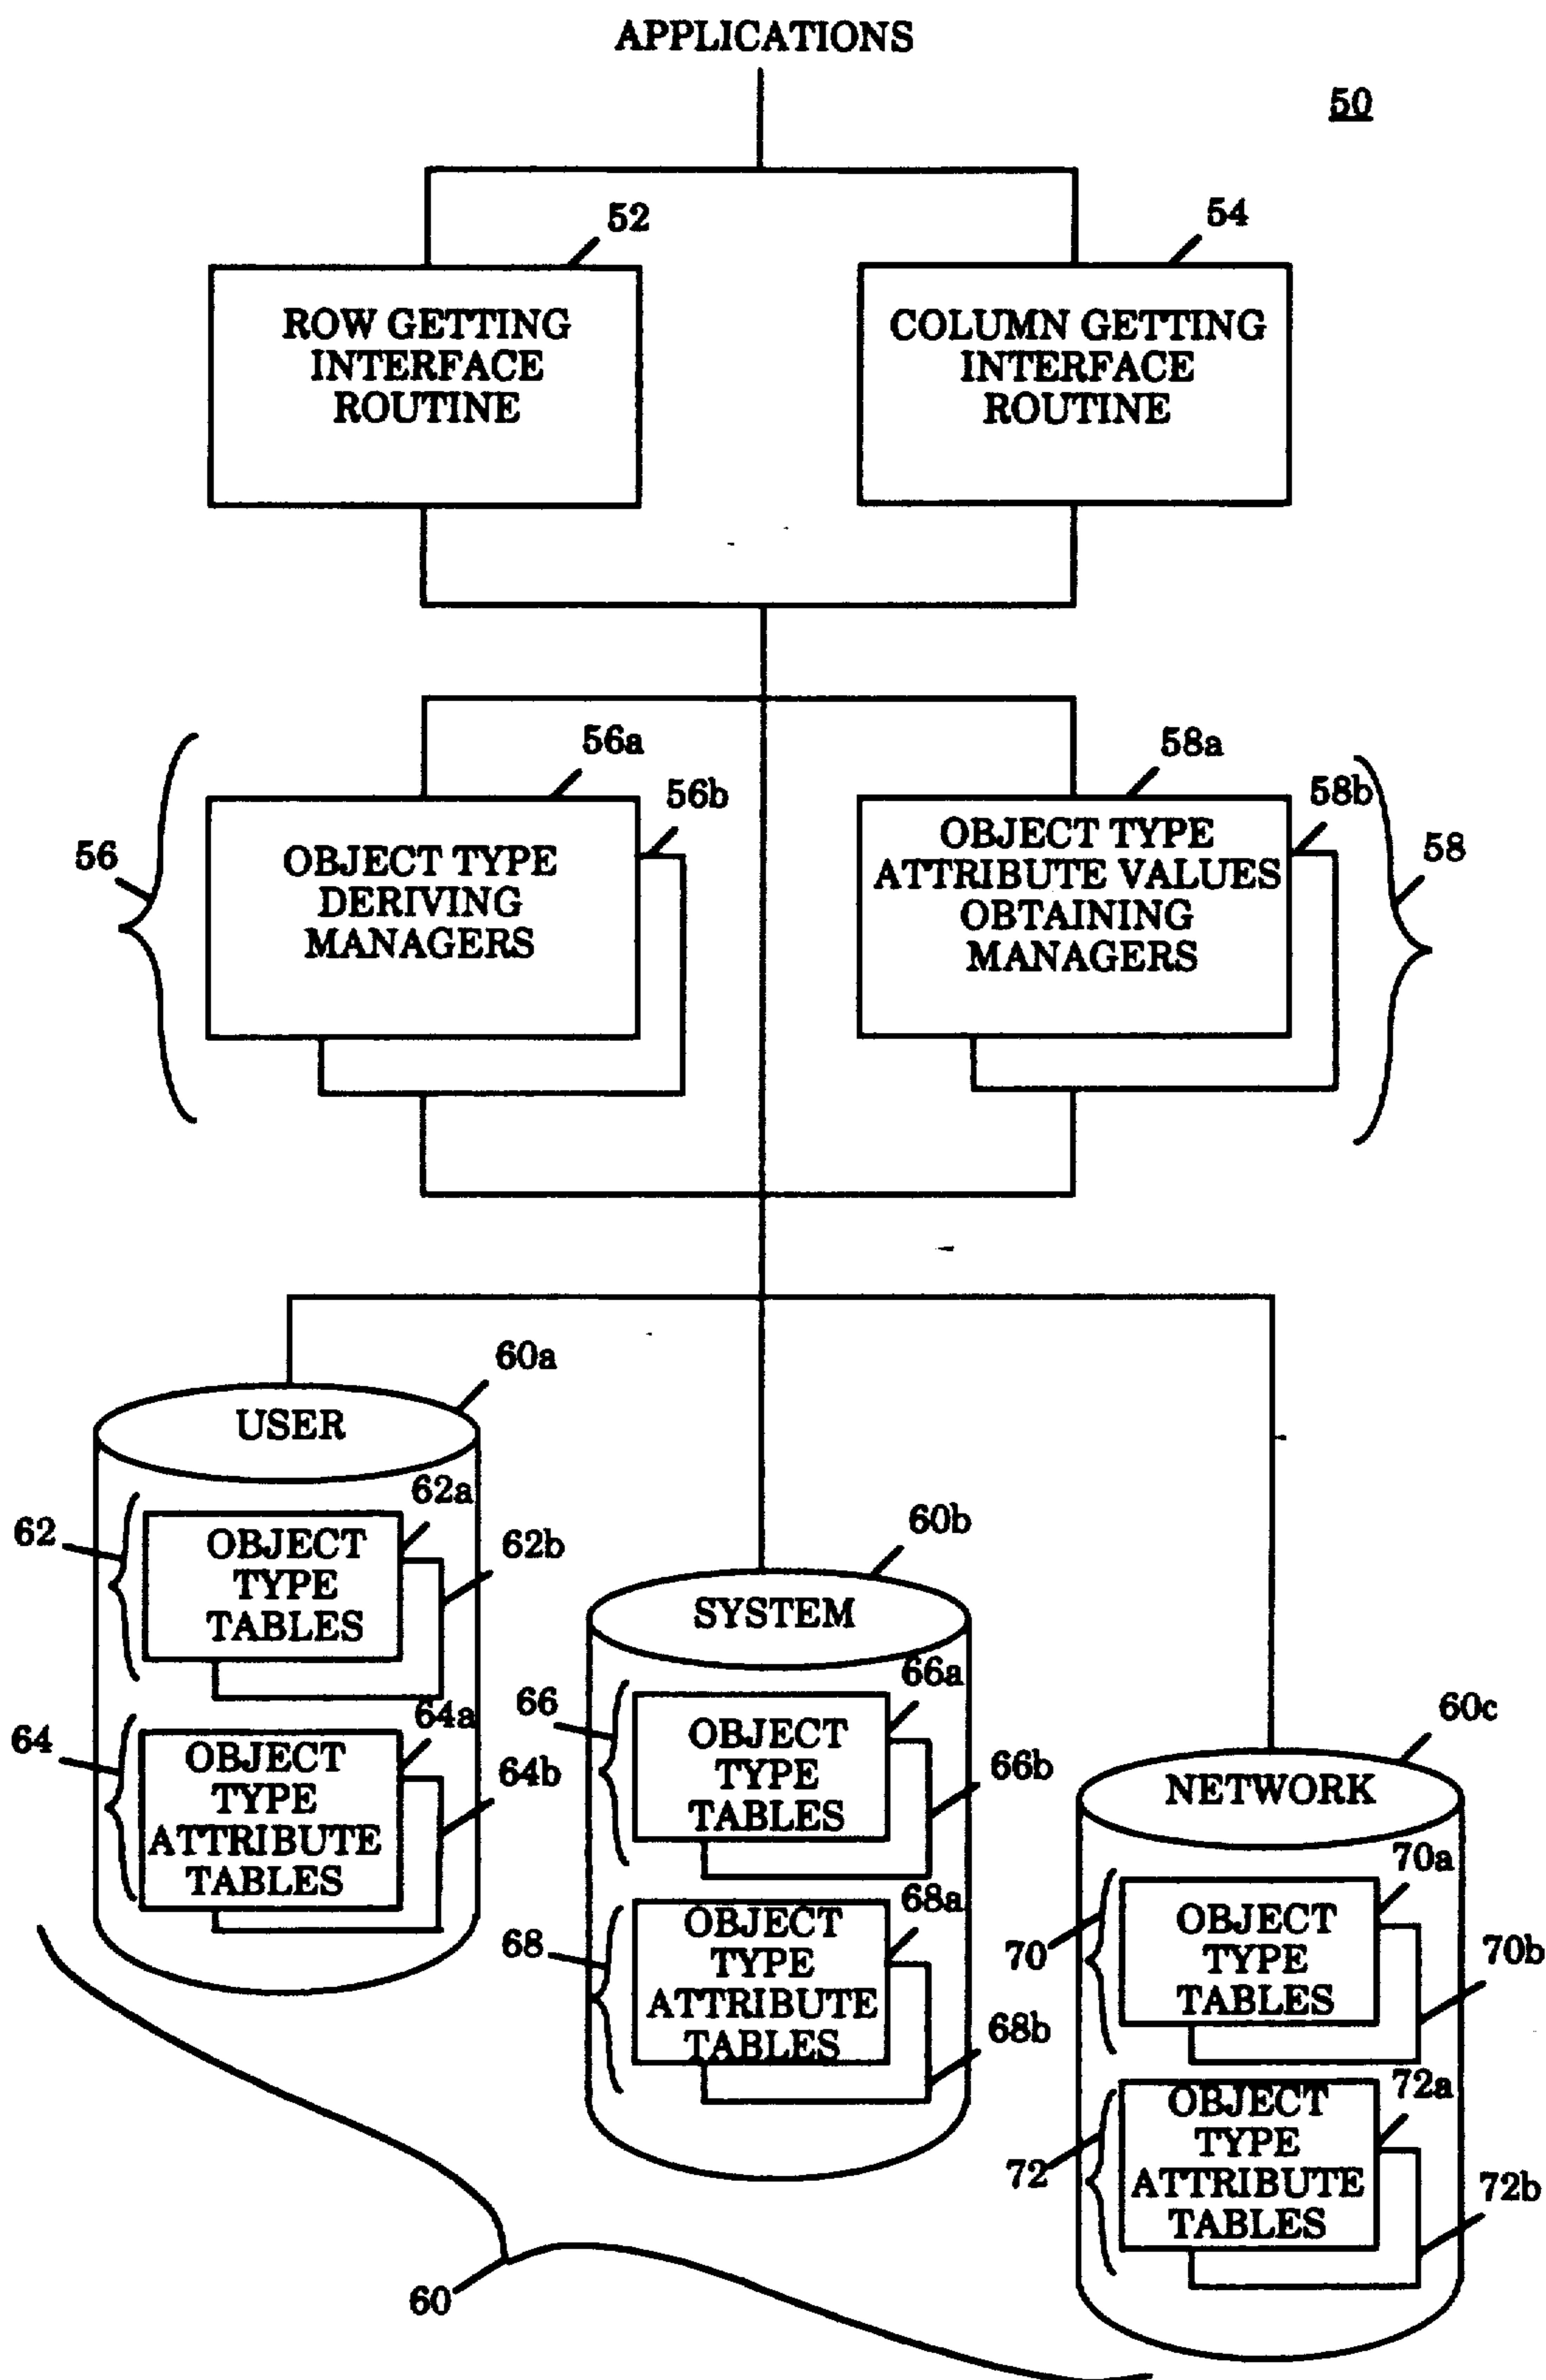 APPLICATIONS
50
52
54
ROW GETTING
INTERFACE
ROUTINE
COLUMN GETTING
INTERFACE
ROUTINE
56
56a
56b
OBJECT TYPE
DERIVING
MANAGERS
58a
58b
58
OBJECT TYPE
ATTRIBUTE VALUES
OBTAINING
MANAGERS
60a
USER
62
62a
62b
OBJECT
TYPE
TABLES
64
64a
64b
OBJECT
TYPE
ATTRIBUTE
TABLES
60b
SYSTEM
66
66a
66b
OBJECT
TYPE
TABLES
68
68a
68b
OBJECT
TYPE
ATTRIBUTE
TABLES
60c
NETWORK
70
70a
70b
OBJECT
TYPE
TABLES
72
72a
72b
OBJECT
TYPE
ATTRIBUTE
TABLES
60